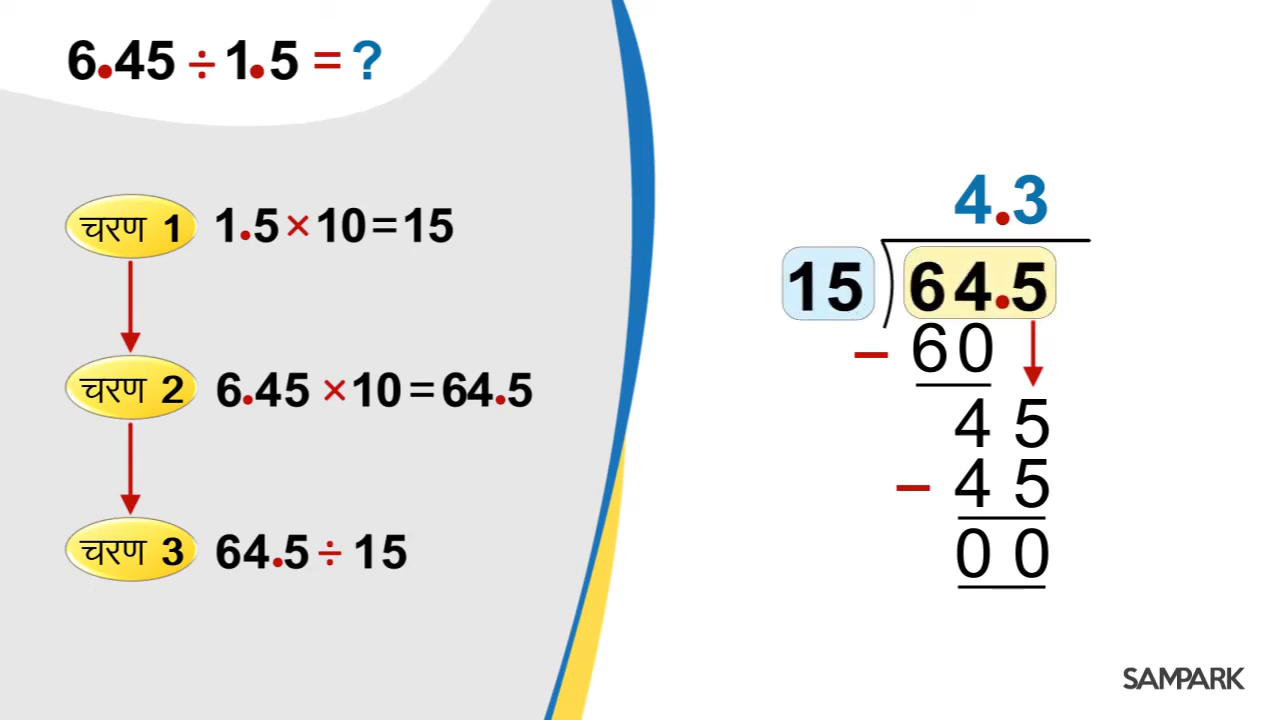 6.45 ÷ 1.5 = ?
चरण 1 1.5 × 10 = 15
चरण 2 6.45 × 10 = 64.5
चरण 3 64.5 ÷ 15
4.3
15 ) 64.5
– 60
45
– 45
00
SAMPARK